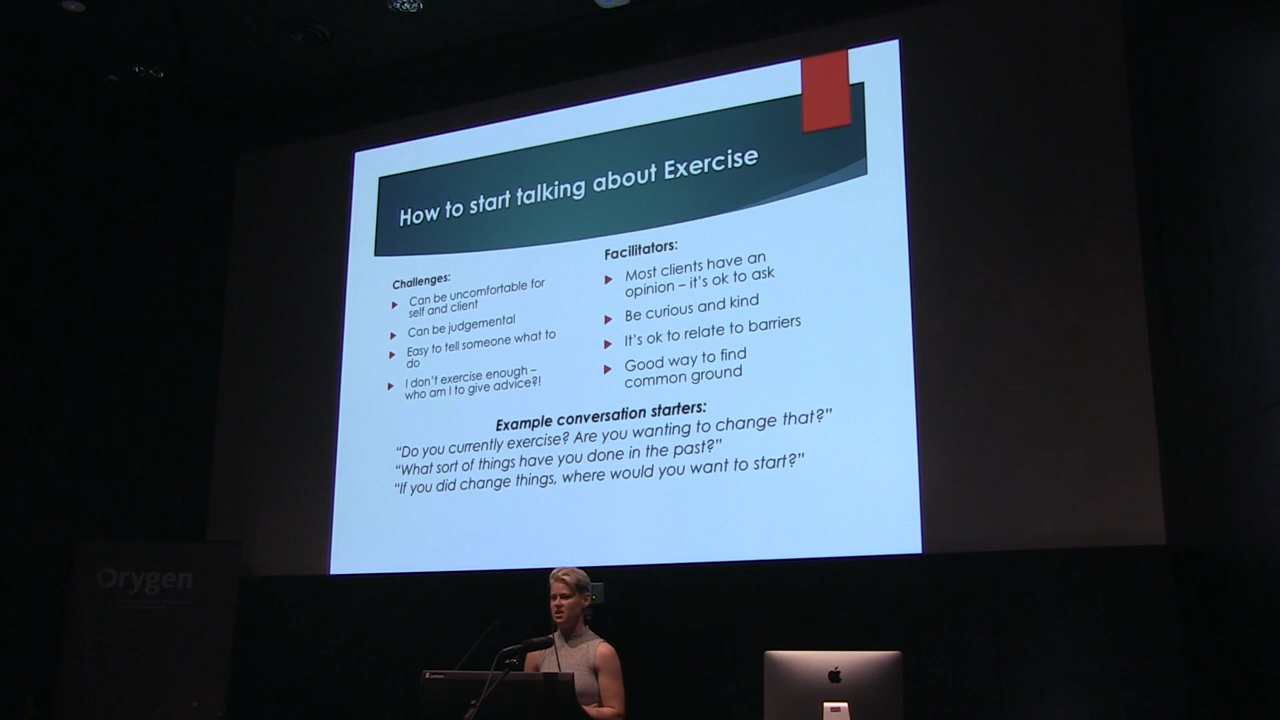 How to start talking about Exercise
Challenges:
Can be uncomfortable for
self and client
Can be judgemental
Easy to tell someone what to
do
I don't exercise enough –
who am I to give advice?!
Facilitators:
Most clients have an
opinion – it's ok to ask
Be curious and kind
It's ok to relate to barriers
Good way to find
common ground
Example conversation starters:
"Do you currently exercise? Are you wanting to change that?"
"What sort of things have you done in the past?"
"If you did change things, where would you want to start?"
Orygen